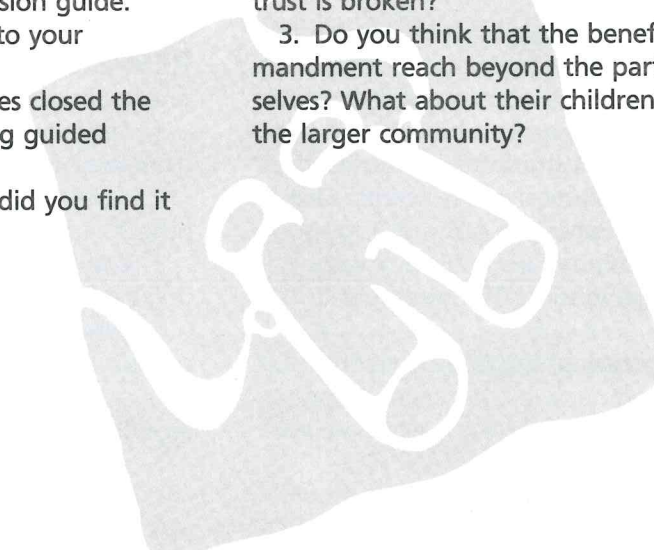 sion guide.
to your
es closed the
g guided
did you find it
trust is broken?
3. Do you think that the benef
mandment reach beyond the part
selves? What about their children
the larger community?